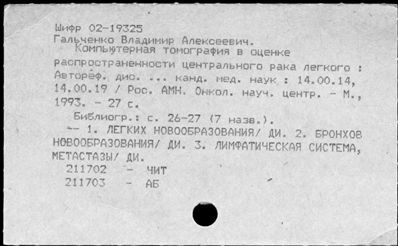 Шифр 02-19325
Гальченко Владимир Алексеевич.
Компьютерная томография в оценке
распространенности центрального рака легкого :
Автореф. дис. ... канд. мед. наук : 14.00.14,
14.00.19 / Рос. АМН. Онкол. науч. центр. - М.,
1993. - 27 с.
Библиогр.: с. 26-27 (7 назв.).
-- 1. ЛЕГКИХ НОВООБРАЗОВАНИЯ/ ДИ. 2. БРОНХОВ
НОВООБРАЗОВАНИЯ/ ДИ. 3. ЛИМФАТИЧЕСКАЯ СИСТЕМА,
МЕТАСТАЗЫ/ ДИ.
211702 - ЧИТ
211703 - АБ